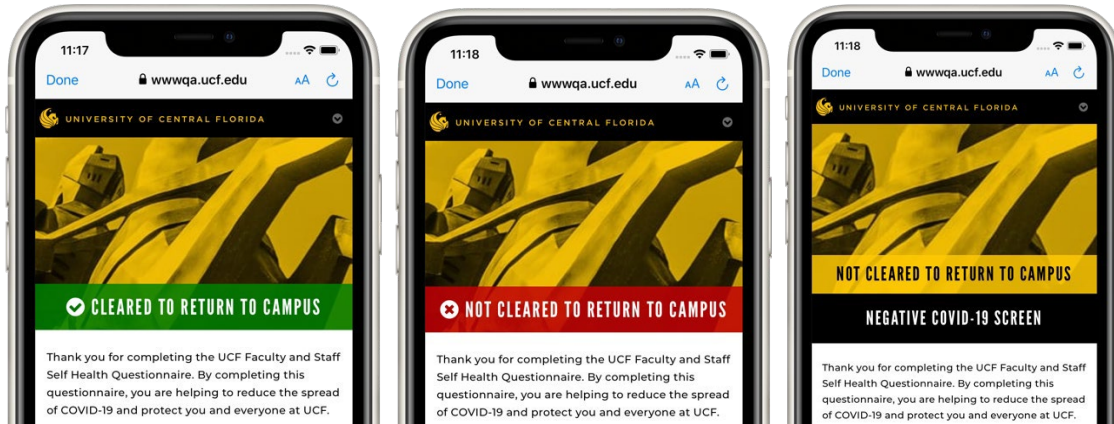 11:17
Done
wwwqa.ucf.edu
AA
UNIVERSITY OF CENTRAL FLORIDA
CLEARED TO RETURN TO CAMPUS
Thank you for completing the UCF Faculty and Staff
Self Health Questionnaire. By completing this
questionnaire, you are helping to reduce the spread
of COVID-19 and protect you and everyone at UCF.
11:18
Done
wwwqa.ucf.edu
AA
UNIVERSITY OF CENTRAL FLORIDA
NOT CLEARED TO RETURN TO CAMPUS
Thank you for completing the UCF Faculty and Staff
Self Health Questionnaire. By completing this
questionnaire, you are helping to reduce the spread
of COVID-19 and protect you and everyone at UCF.
11:18
Done
wwwqa.ucf.edu
AA
UNIVERSITY OF CENTRAL FLORIDA
NOT CLEARED TO RETURN TO CAMPUS
NEGATIVE COVID-19 SCREEN
Thank you for completing the UCF Faculty and Staff
Self Health Questionnaire. By completing this
questionnaire, you are helping to reduce the spread
of COVID-19 and protect you and everyone at UCF.